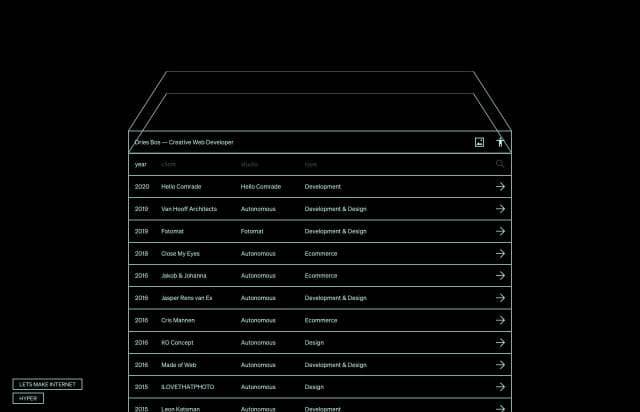 Dries Bos — Creative Web Developer
year client studio type
2020 Hello Comrade Hello Comrade Development
2019 Van Hooff Architects Autonomous Development & Design
2019 Fotomat Fotomat Development & Design
2018 Close My Eyes Autonomous Ecommerce
2016 Jakob & Johanna Autonomous Ecommerce
2016 Jasper Rens van Es Autonomous Development & Design
2016 Cris Mannen Autonomous Ecommerce
2016 KO Concept Autonomous Design
2016 Made of Web Autonomous Development & Design
2015 ILOVETHATPHOTO Autonomous Design
2015 Leon Katsman Autonomous Development
LETS MAKE INTERNET
HYPER